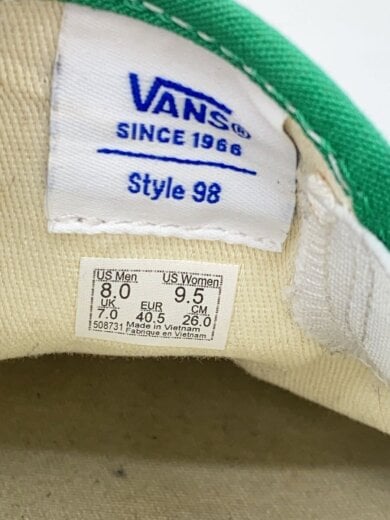 VANS®
SINCE 1966
Style 98
US Men US Women
8.0 9.5
UK EUR CM
7.0 40.5 26.0
508731 Made in Vietnam
Fabrique en Vietnam